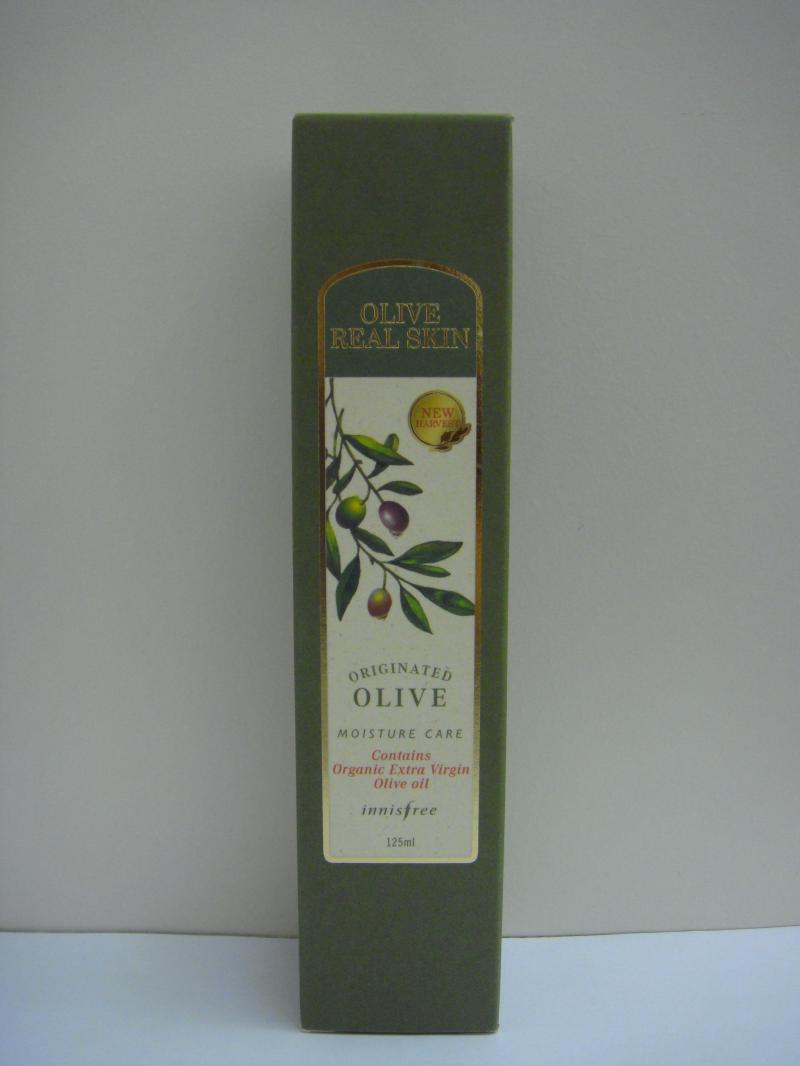 OLIVE
REAL SKIN
NEW
HARVEST
ORIGINATED
OLIVE
MOISTURE CARE
Contains
Organic Extra Virgin
Olive oil
innisfree
125ml